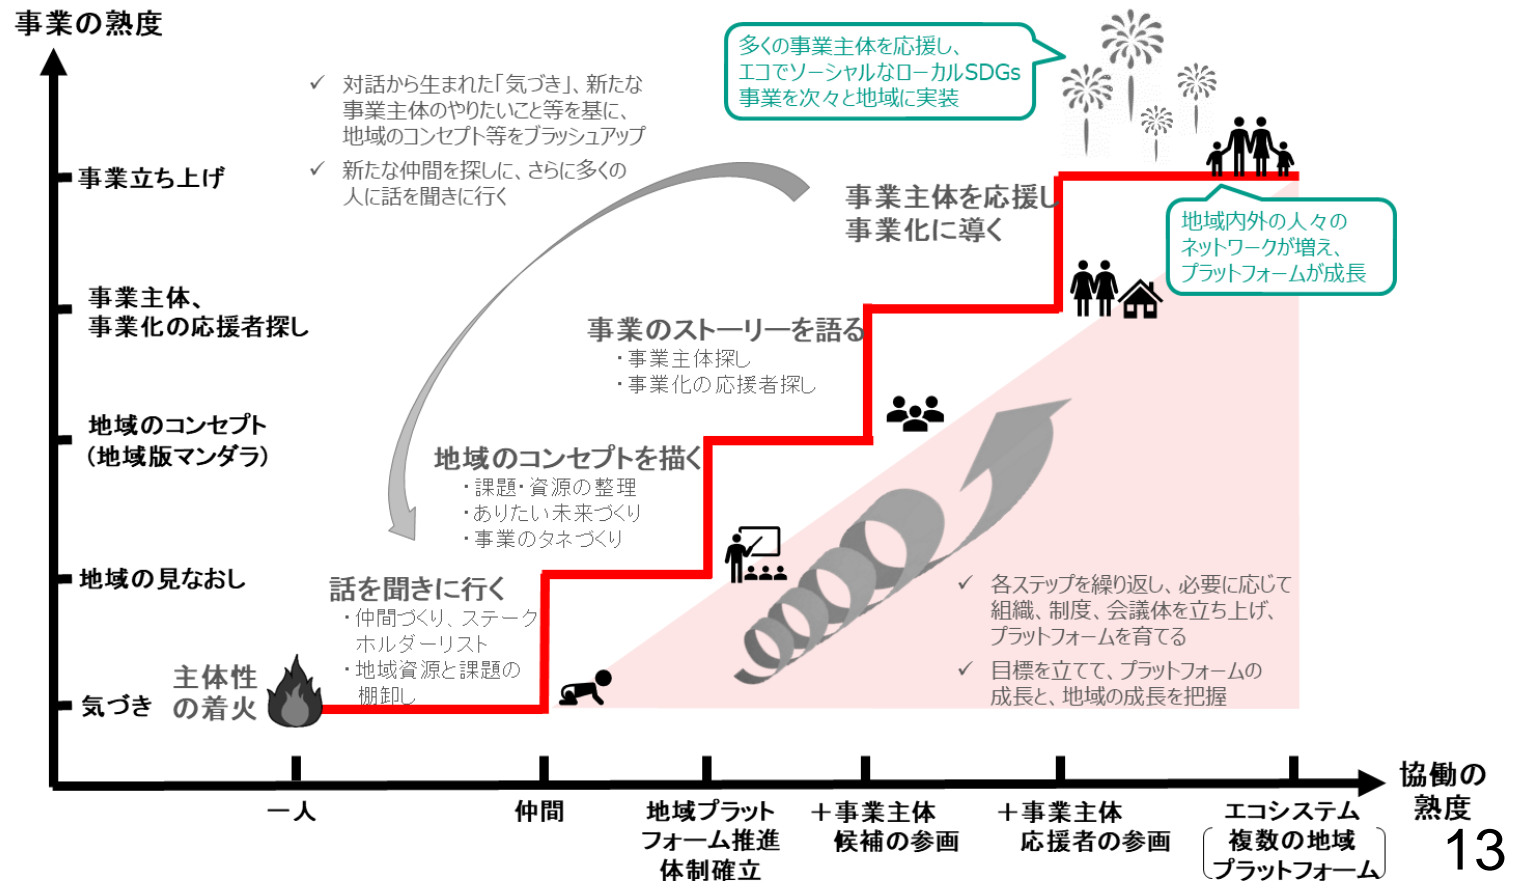 事業の熟度
多くの事業主体を応援し、
エコでソーシャルなローカルSDGs
事業を次々と地域に実装
✓ 対話から生まれた「気づき」、新たな
事業主体のやりたいこと等を基に、
地域のコンセプト等をブラッシュアップ
✓ 新たな仲間を探しに、さらに多くの
人に話を聞きに行く
事業立ち上げ
事業主体を応援し
事業化に導く
地域内外の人々の
ネットワークが増え、
プラットフォームが成長
事業主体、
事業化の応援者探し
事業のストーリーを語る
・事業主体探し
・事業化の応援者探し
地域のコンセプト
（地域版マンダラ）
地域のコンセプトを描く
・課題・資源の整理
・ありたい未来づくり
・事業のタネづくり
地域の見なおし
話を聞きに行く
・仲間づくり、ステーク
ホルダーリスト
・地域資源と課題の
棚卸し
✓ 各ステップを繰り返し、必要に応じて
組織、制度、会議体を立ち上げ、
プラットフォームを育てる
✓ 目標を立てて、プラットフォームの
成長と、地域の成長を把握
気づき
主体性
の着火
一人
仲間
地域プラット
フォーム推進
体制確立
＋事業主体
候補の参画
＋事業主体
応援者の参画
エコシステム
複数の地域
プラットフォーム
協働の
熟度
13